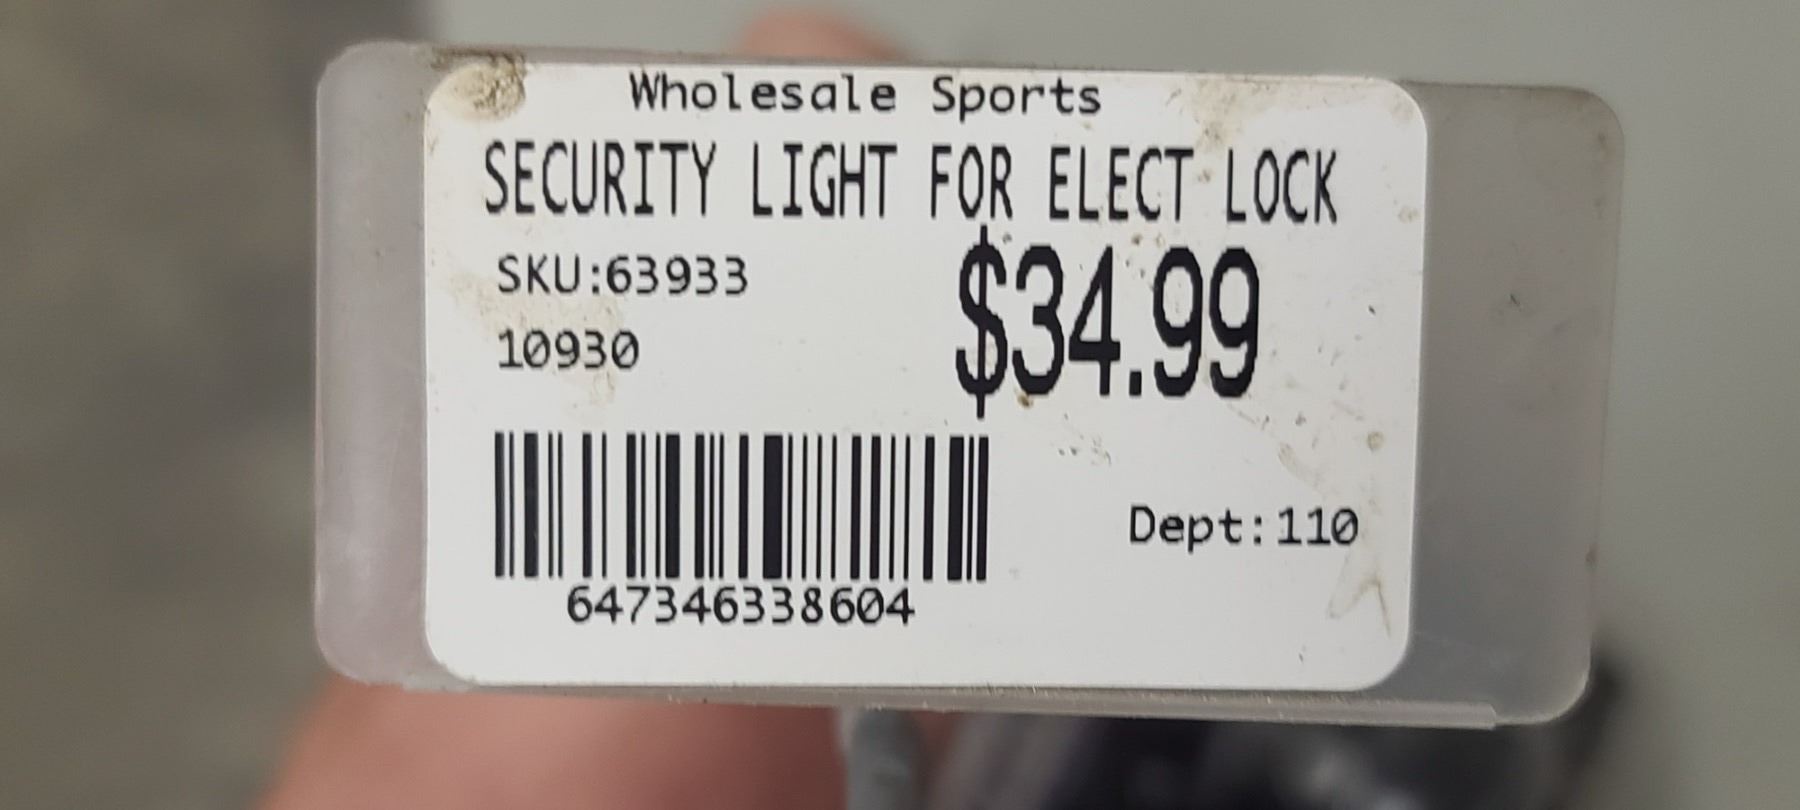 Wholesale Sports
SECURITY LIGHT FOR ELECT LOCK
SKU:63933
$34.99
10930
Dept:110
647346338604